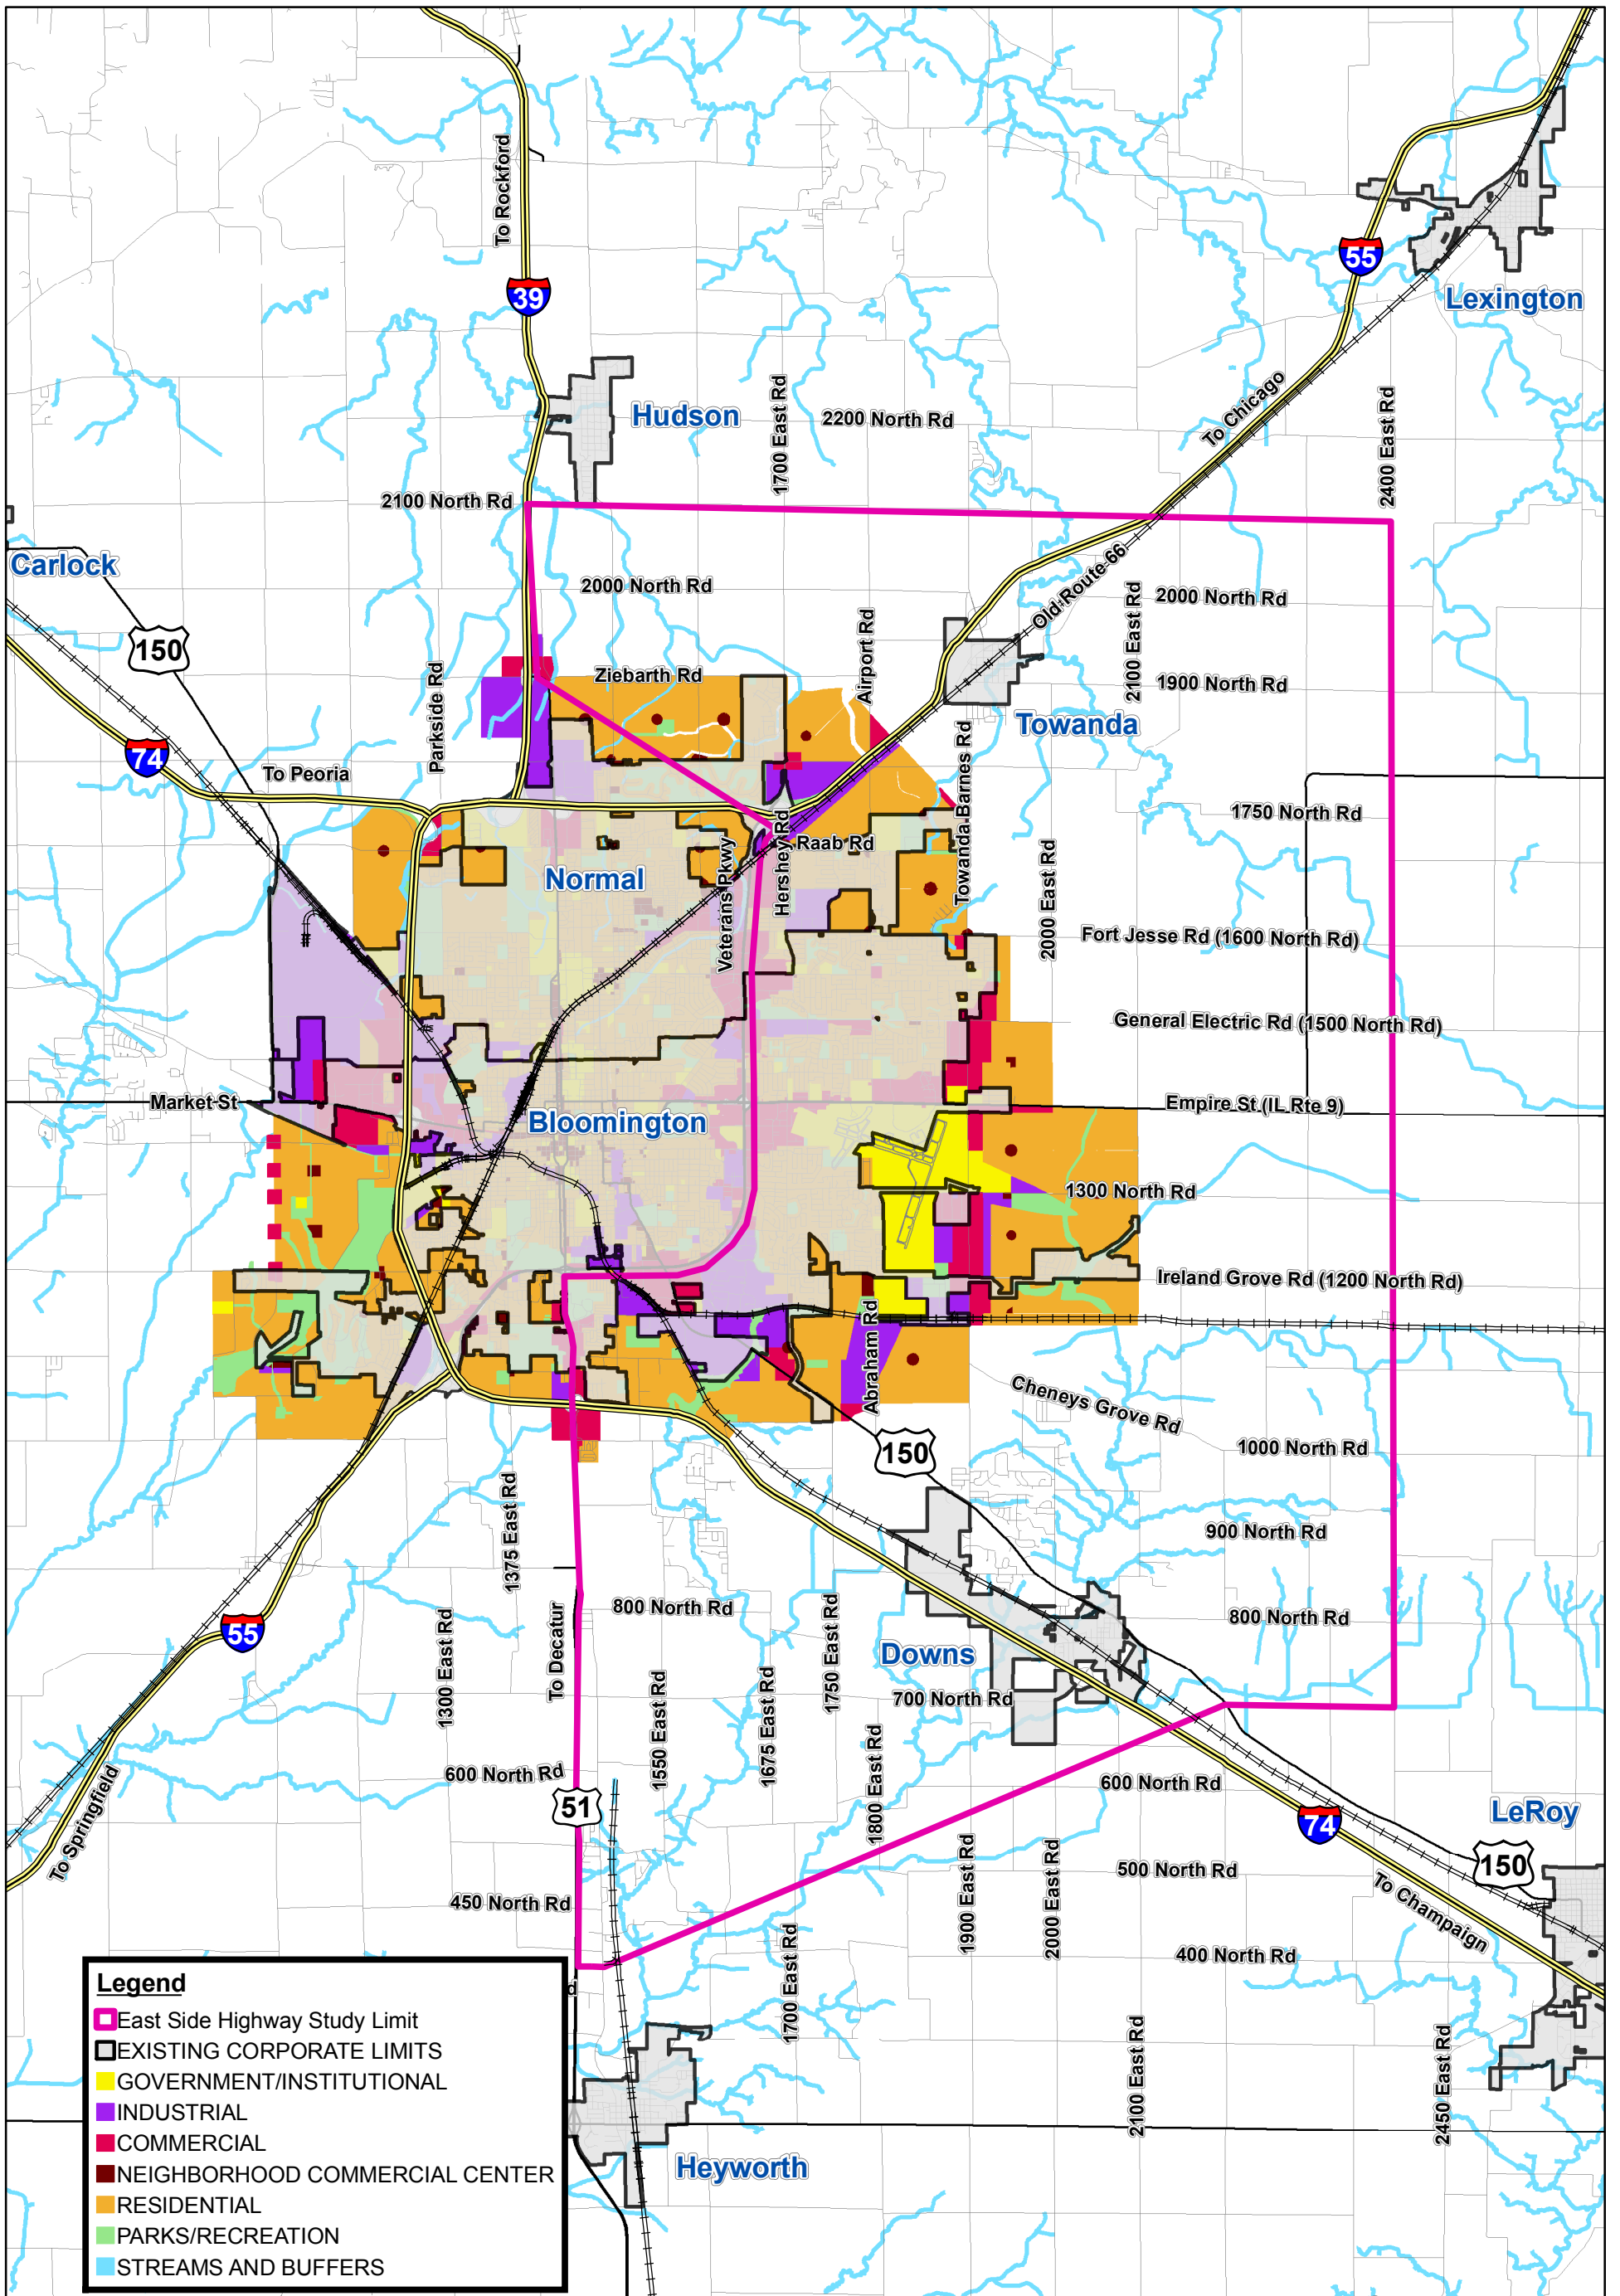 To Rockford
39
55
Lexington
Hudson
1700 East Rd
2200 North Rd
To Chicago
2400 East Rd
2100 North Rd
Carlock
150
2000 North Rd
Old Route 66
2100 East Rd
2000 North Rd
Airport Rd
Parkside Rd
Ziebarth Rd
1900 North Rd
Towanda
74
To Peoria
Towanda Barnes Rd
1750 North Rd
Raab Rd
Hershey Rd
Veterans Pkwy
Normal
2000 East Rd
Fort Jesse Rd (1600 North Rd)
General Electric Rd (1500 North Rd)
Market St
Bloomington
Empire St (IL Rte 9)
1300 North Rd
Ireland Grove Rd (1200 North Rd)
Abraham Rd
Cheneys Grove Rd
150
1000 North Rd
1375 East Rd
900 North Rd
55
1300 East Rd
To Decatur
800 North Rd
1750 East Rd
800 North Rd
Downs
1550 East Rd
1675 East Rd
700 North Rd
600 North Rd
1800 East Rd
600 North Rd
51
74
LeRoy
To Springfield
150
450 North Rd
1900 East Rd
2000 East Rd
500 North Rd
To Champaign
400 North Rd
1700 East Rd
2100 East Rd
2450 East Rd
Heyworth
Legend
East Side Highway Study Limit
EXISTING CORPORATE LIMITS
GOVERNMENT/INSTITUTIONAL
INDUSTRIAL
COMMERCIAL
NEIGHBORHOOD COMMERCIAL CENTER
RESIDENTIAL
PARKS/RECREATION
STREAMS AND BUFFERS